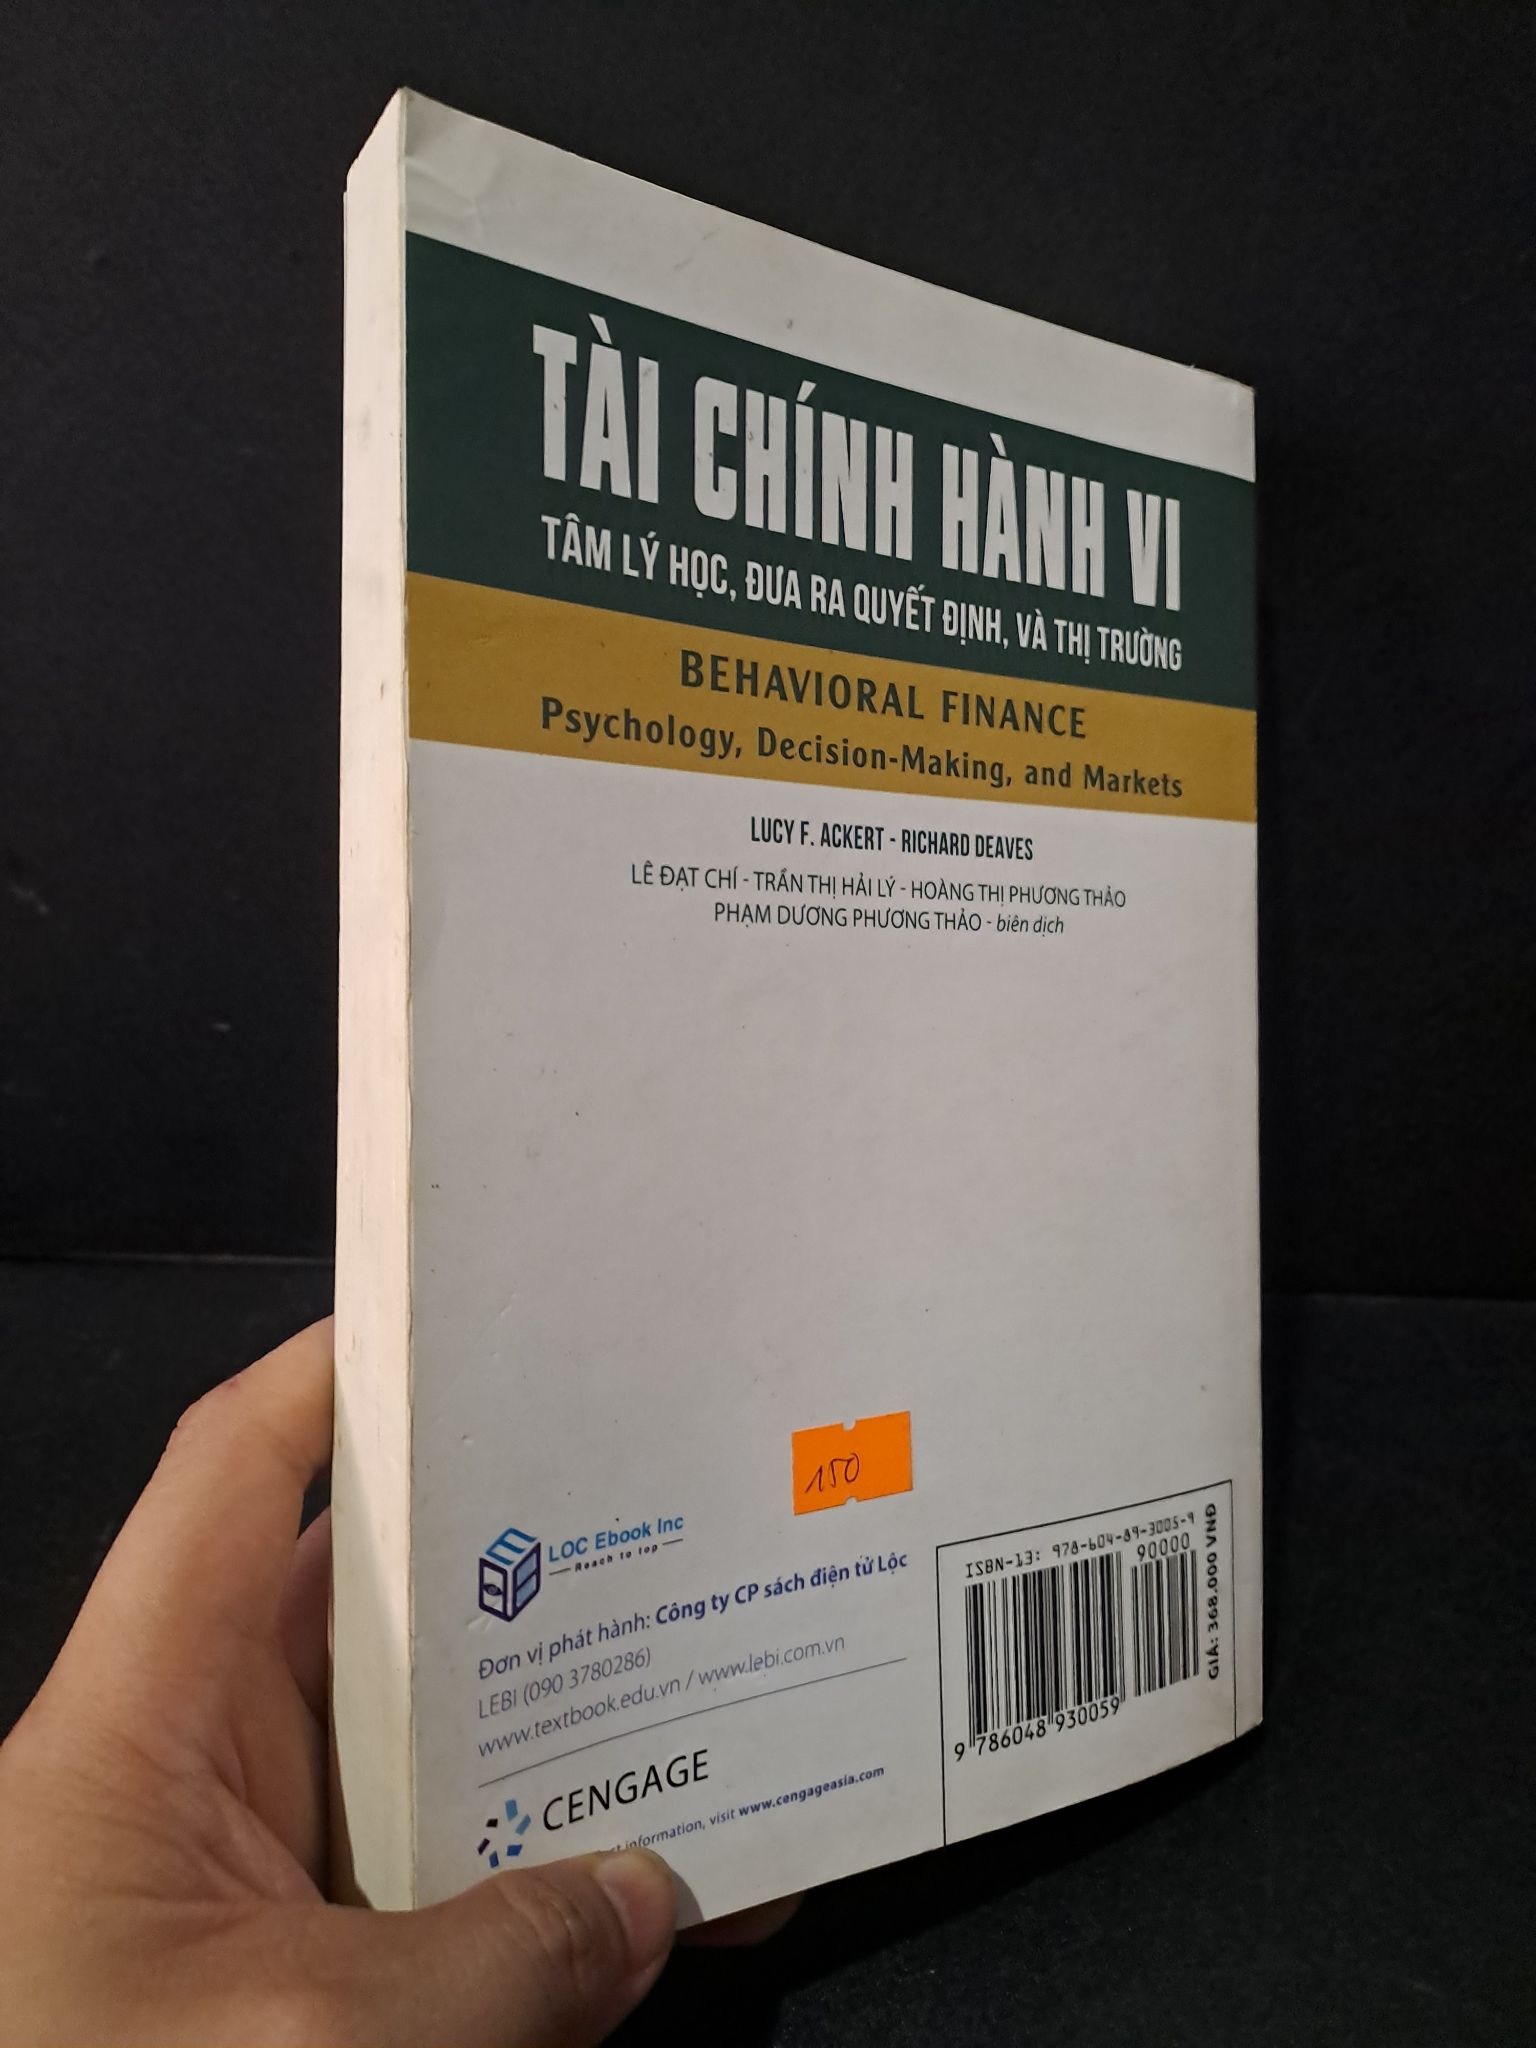 TÀI CHÍNH HÀNH VI
TÂM LÝ HỌC, ĐƯA RA QUYẾT ĐỊNH, VÀ THỊ TRƯỜNG
BEHAVIORAL FINANCE
Psychology, Decision-Making, and Markets
LUCY F. ACKERT - RICHARD DEAVES
LÊ ĐẠT CHÍ - TRẦN THỊ HẢI LÝ - HOÀNG THỊ PHƯƠNG THẢO
PHẠM DƯƠNG PHƯƠNG THẢO - biên dịch
150
LOC Ebook Inc
Reach to top
Đơn vị phát hành: Công ty CP sách điện tử Lộc
LEBI (090 3780286)
www.textbook.edu.vn / www.lebi.com.vn
CENGAGE
information, visit www.cengageasia.com
ISBN-13: 978-604-89-3005-9
90000
9 786048 930059
GIÁ: 368.000 VNĐ